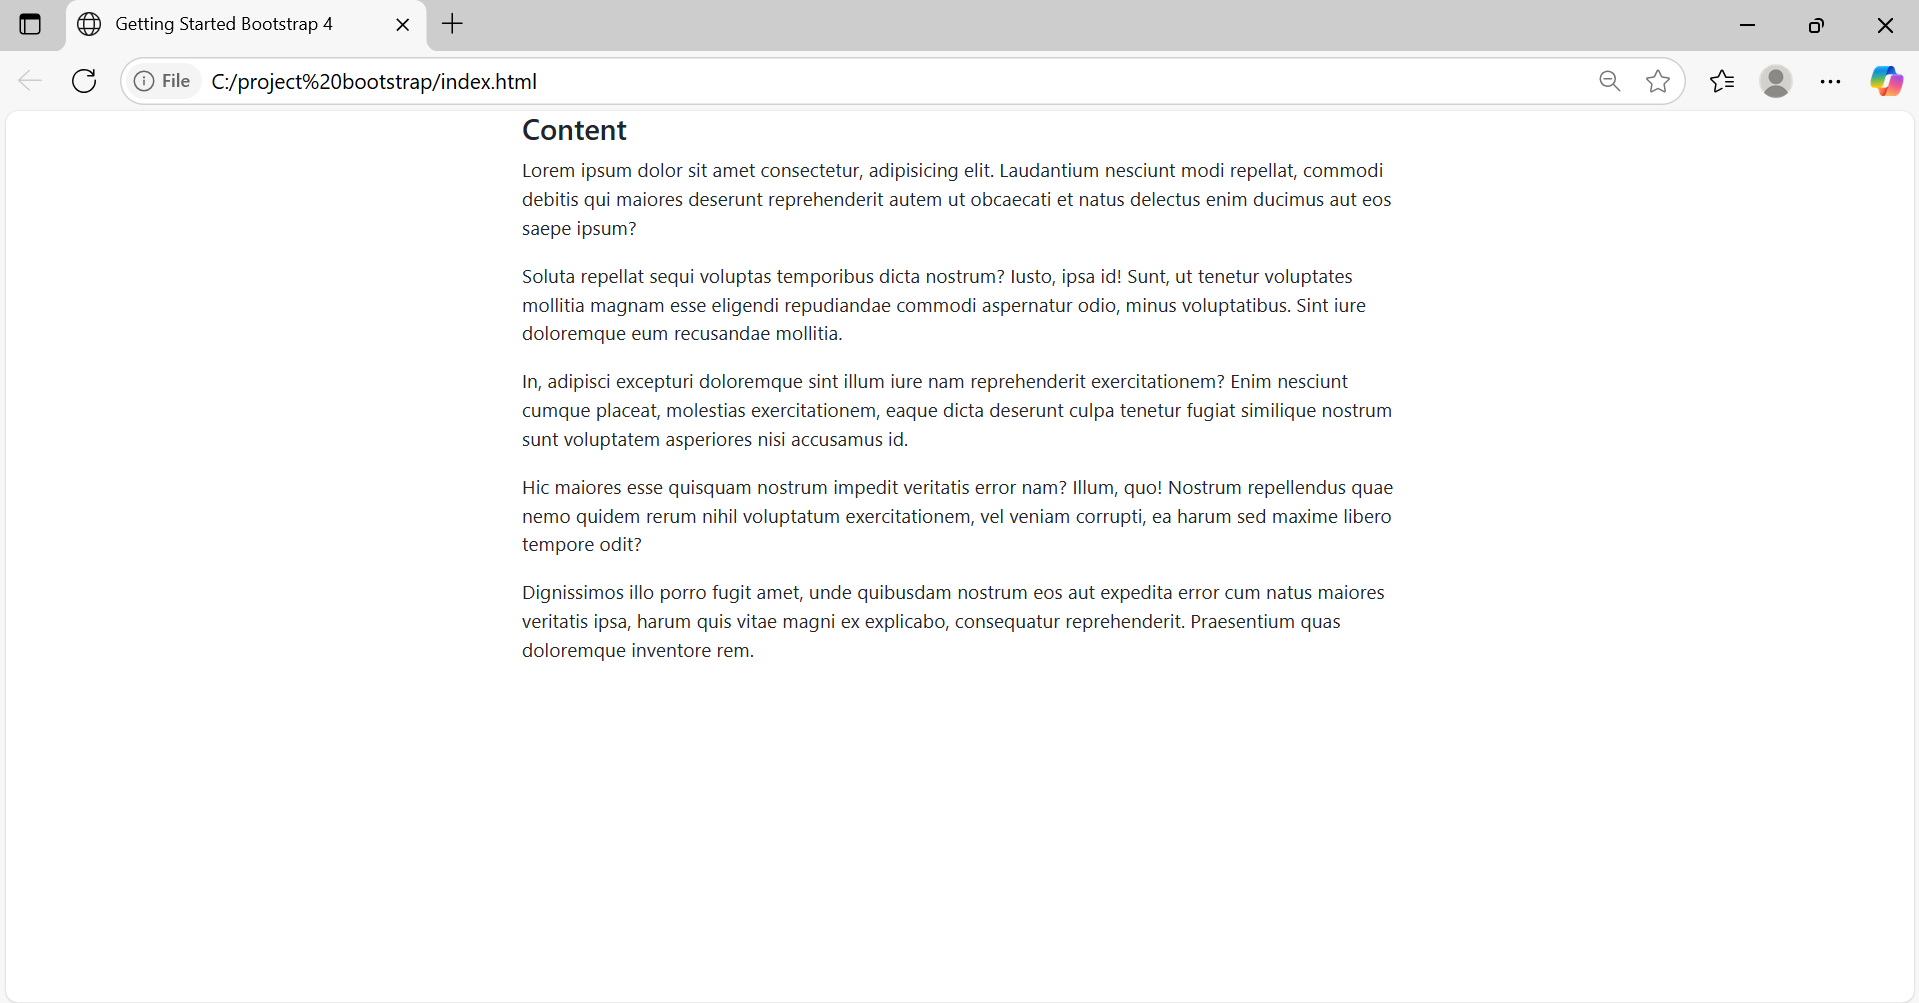 Getting Started Bootstrap 4
File C:/project%20bootstrap/index.html
Content
Lorem ipsum dolor sit amet consectetur, adipisicing elit. Laudantium nesciunt modi repellat, commodi
debitis qui maiores deserunt reprehenderit autem ut obcaecati et natus delectus enim ducimus aut eos
saepe ipsum?
Soluta repellat sequi voluptas temporibus dicta nostrum? Iusto, ipsa id! Sunt, ut tenetur voluptates
mollitia magnam esse eligendi repudiandae commodi aspernatur odio, minus voluptatibus. Sint iure
doloremque eum recusandae mollitia.
In, adipisci excepturi doloremque sint illum iure nam reprehenderit exercitationem? Enim nesciunt
cumque placeat, molestias exercitationem, eaque dicta deserunt culpa tenetur fugiat similique nostrum
sunt voluptatem asperiores nisi accusamus id.
Hic maiores esse quisquam nostrum impedit veritatis error nam? Illum, quo! Nostrum repellendus quae
nemo quidem rerum nihil voluptatum exercitationem, vel veniam corrupti, ea harum sed maxime libero
tempore odit?
Dignissimos illo porro fugit amet, unde quibusdam nostrum eos aut expedita error cum natus maiores
veritatis ipsa, harum quis vitae magni ex explicabo, consequatur reprehenderit. Praesentium quas
doloremque inventore rem.